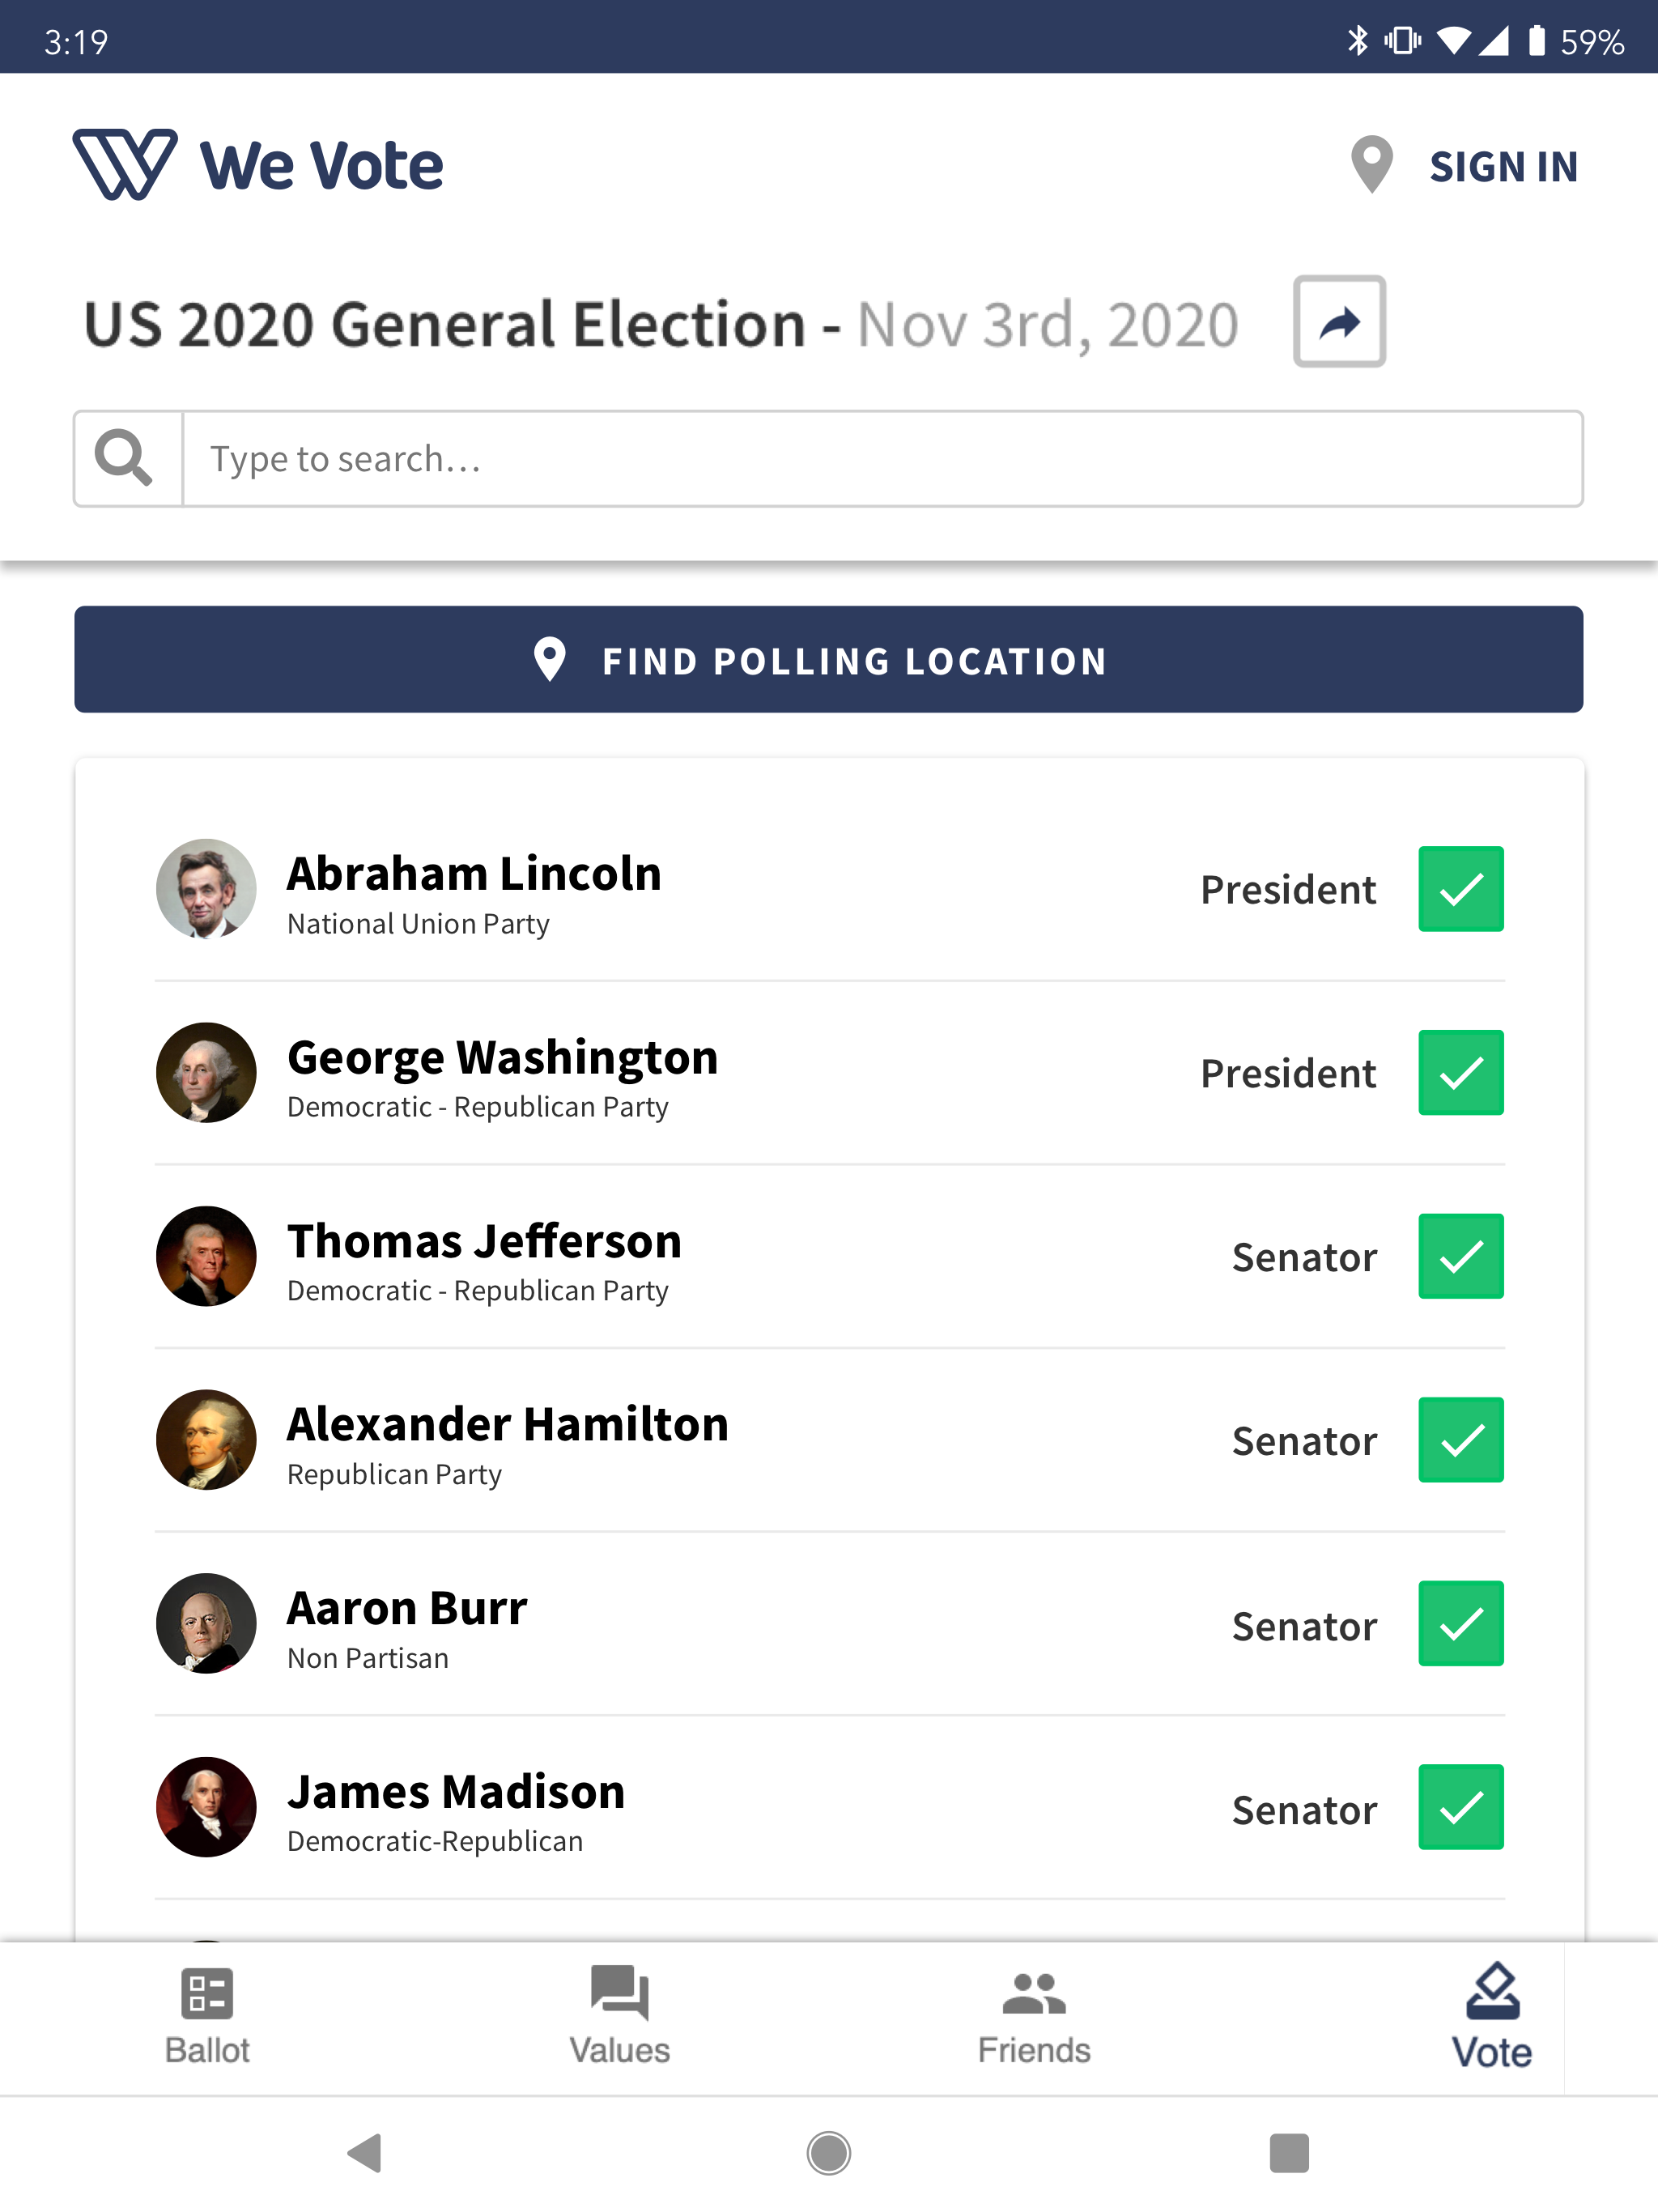 3:19 59%
We Vote SIGN IN
US 2020 General Election - Nov 3rd, 2020
Type to search...
FIND POLLING LOCATION
Abraham Lincoln
National Union Party
President
George Washington
Democratic - Republican Party
President
Thomas Jefferson
Democratic - Republican Party
Senator
Alexander Hamilton
Republican Party
Senator
Aaron Burr
Non Partisan
Senator
James Madison
Democratic-Republican
Senator
Ballot Values Friends Vote